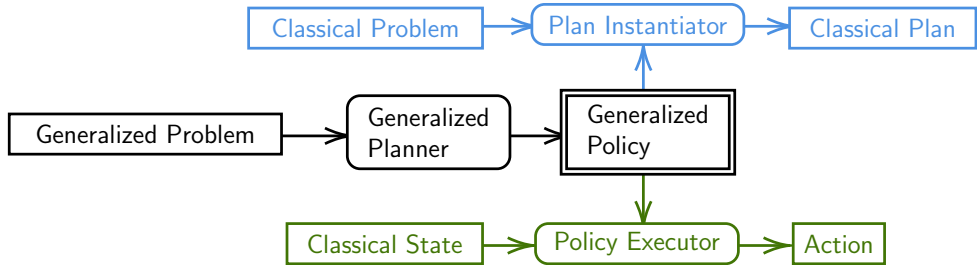 Classical Problem
Plan Instantiator
Classical Plan
Generalized Problem
Generalized
Planner
Generalized
Policy
Classical State
Policy Executor
Action